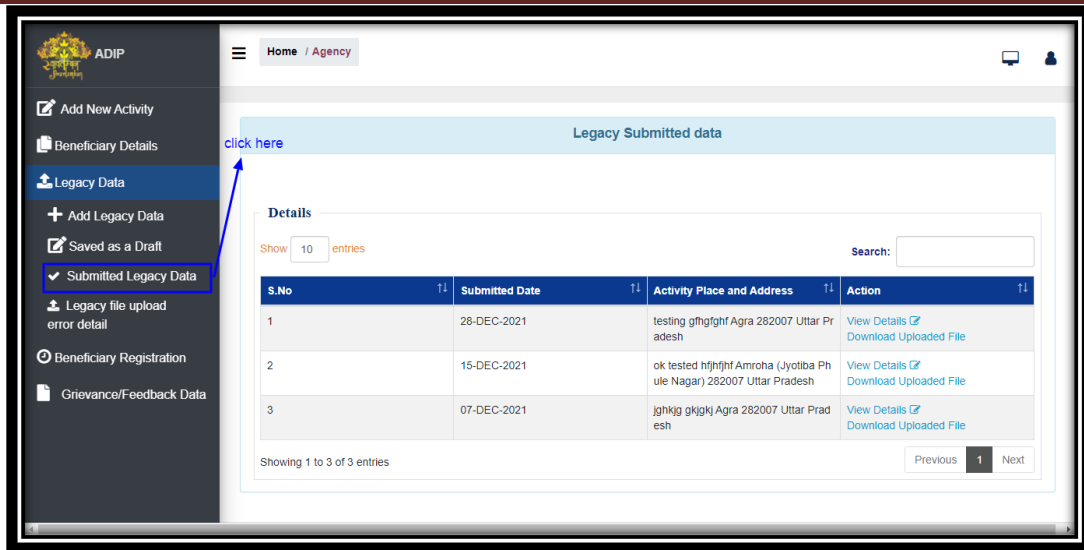 ADIP
Home / Agency
Add New Activity
Beneficiary Details
click here
Legacy Submitted data
Legacy Data
Add Legacy Data
Saved as a Draft
Submitted Legacy Data
Legacy file upload
error detail
Beneficiary Registration
Grievance/Feedback Data
Details
Show 10 entries
Search:
S.No Submitted Date Activity Place and Address Action
1 28-DEC-2021 testing gfhgfghf Agra 282007 Uttar Pr View Details
adesh Download Uploaded File
2 15-DEC-2021 ok tested hfjhfjhf Amroha (Jyotiba Ph View Details
ule Nagar) 282007 Uttar Pradesh Download Uploaded File
3 07-DEC-2021 jghkjg gkjgkj Agra 282007 Uttar Prad View Details
esh Download Uploaded File
Showing 1 to 3 of 3 entries
Previous 1 Next